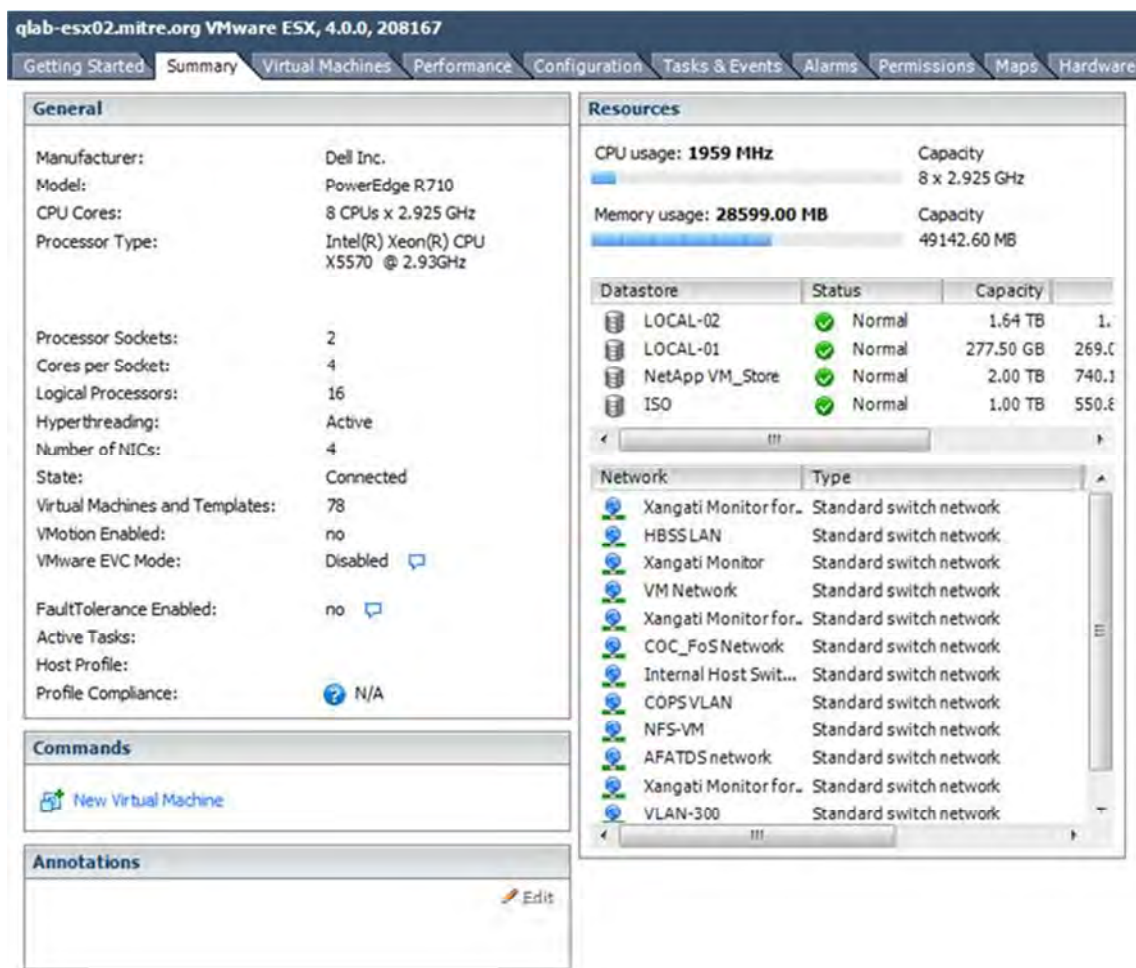 qlab-esx02.mitre.org VMware ESX, 4.0.0, 208167
Getting Started Summary Virtual Machines Performance Configuration Tasks & Events Alarms Permissions Maps Hardware
General
Manufacturer: Dell Inc.
Model: PowerEdge R710
CPU Cores: 8 CPUs x 2.925 GHz
Processor Type: Intel(R) Xeon(R) CPU
X5570 @ 2.93GHz
Processor Sockets: 2
Cores per Socket: 4
Logical Processors: 16
Hyperthreading: Active
Number of NICs: 4
State: Connected
Virtual Machines and Templates: 78
VMotion Enabled: no
VMware EVC Mode: Disabled
FaultTolerance Enabled: no
Active Tasks:
Host Profile:
Profile Compliance: N/A
Commands
New Virtual Machine
Annotations
Edit
Resources
CPU usage: 1959 MHz Capacity
8 x 2.925 GHz
Memory usage: 28599.00 MB Capacity
49142.60 MB
Datastore Status Capacity
LOCAL-02 Normal 1.64 TB 1.
LOCAL-01 Normal 277.50 GB 269.0
NetApp VM_Store Normal 2.00 TB 740.1
ISO Normal 1.00 TB 550.8
Network Type
Xangati Monitor for.. Standard switch network
HBSS LAN Standard switch network
Xangati Monitor Standard switch network
VM Network Standard switch network
Xangati Monitor for.. Standard switch network
COC_FoS Network Standard switch network
Internal Host Swit... Standard switch network
COPS VLAN Standard switch network
NFS-VM Standard switch network
AFATDS network Standard switch network
Xangati Monitor for.. Standard switch network
VLAN-300 Standard switch network